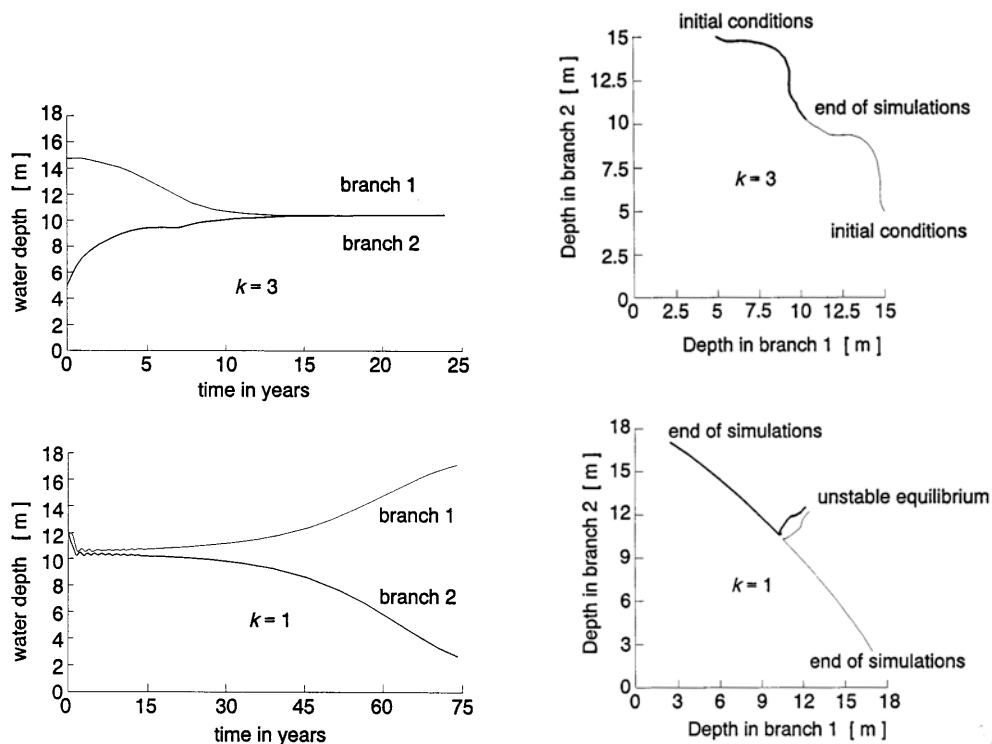 18
16
14
12
10
8
6
4
2
0
water depth [ m ]
branch 1
branch 2
k = 3
0 5 10 15 20 25
time in years
initial conditions
15
12.5
10
7.5
5
2.5
0
Depth in branch 2 [ m ]
end of simulations
k = 3
initial conditions
0 2.5 5 7.5 10 12.5 15
Depth in branch 1 [ m ]
18
16
14
12
10
8
6
4
2
0
water depth [ m ]
branch 1
branch 2
k = 1
0 15 30 45 60 75
time in years
18
15
12
9
6
3
0
Depth in branch 2 [ m ]
end of simulations
unstable equilibrium
k = 1
end of simulations
0 3 6 9 12 15 18
Depth in branch 1 [ m ]